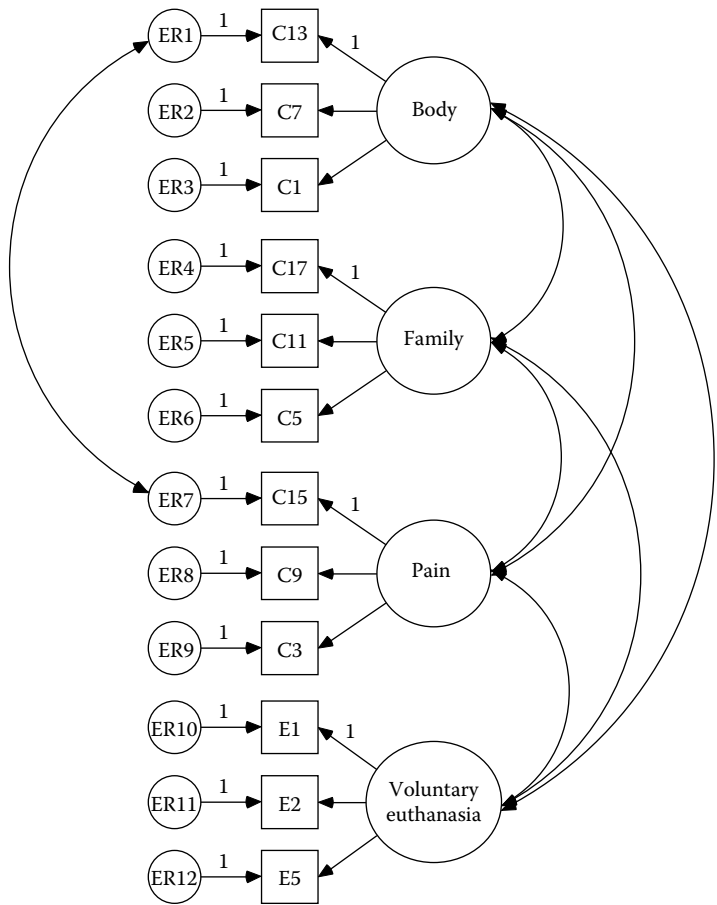 ER1 1 C13 1
ER2 1 C7 Body
ER3 1 C1
ER4 1 C17 1
ER5 1 C11 Family
ER6 1 C5
ER7 1 C15 1
ER8 1 C9 Pain
ER9 1 C3
ER10 1 E1 1
ER11 1 E2 Voluntary
euthanasia
ER12 1 E5